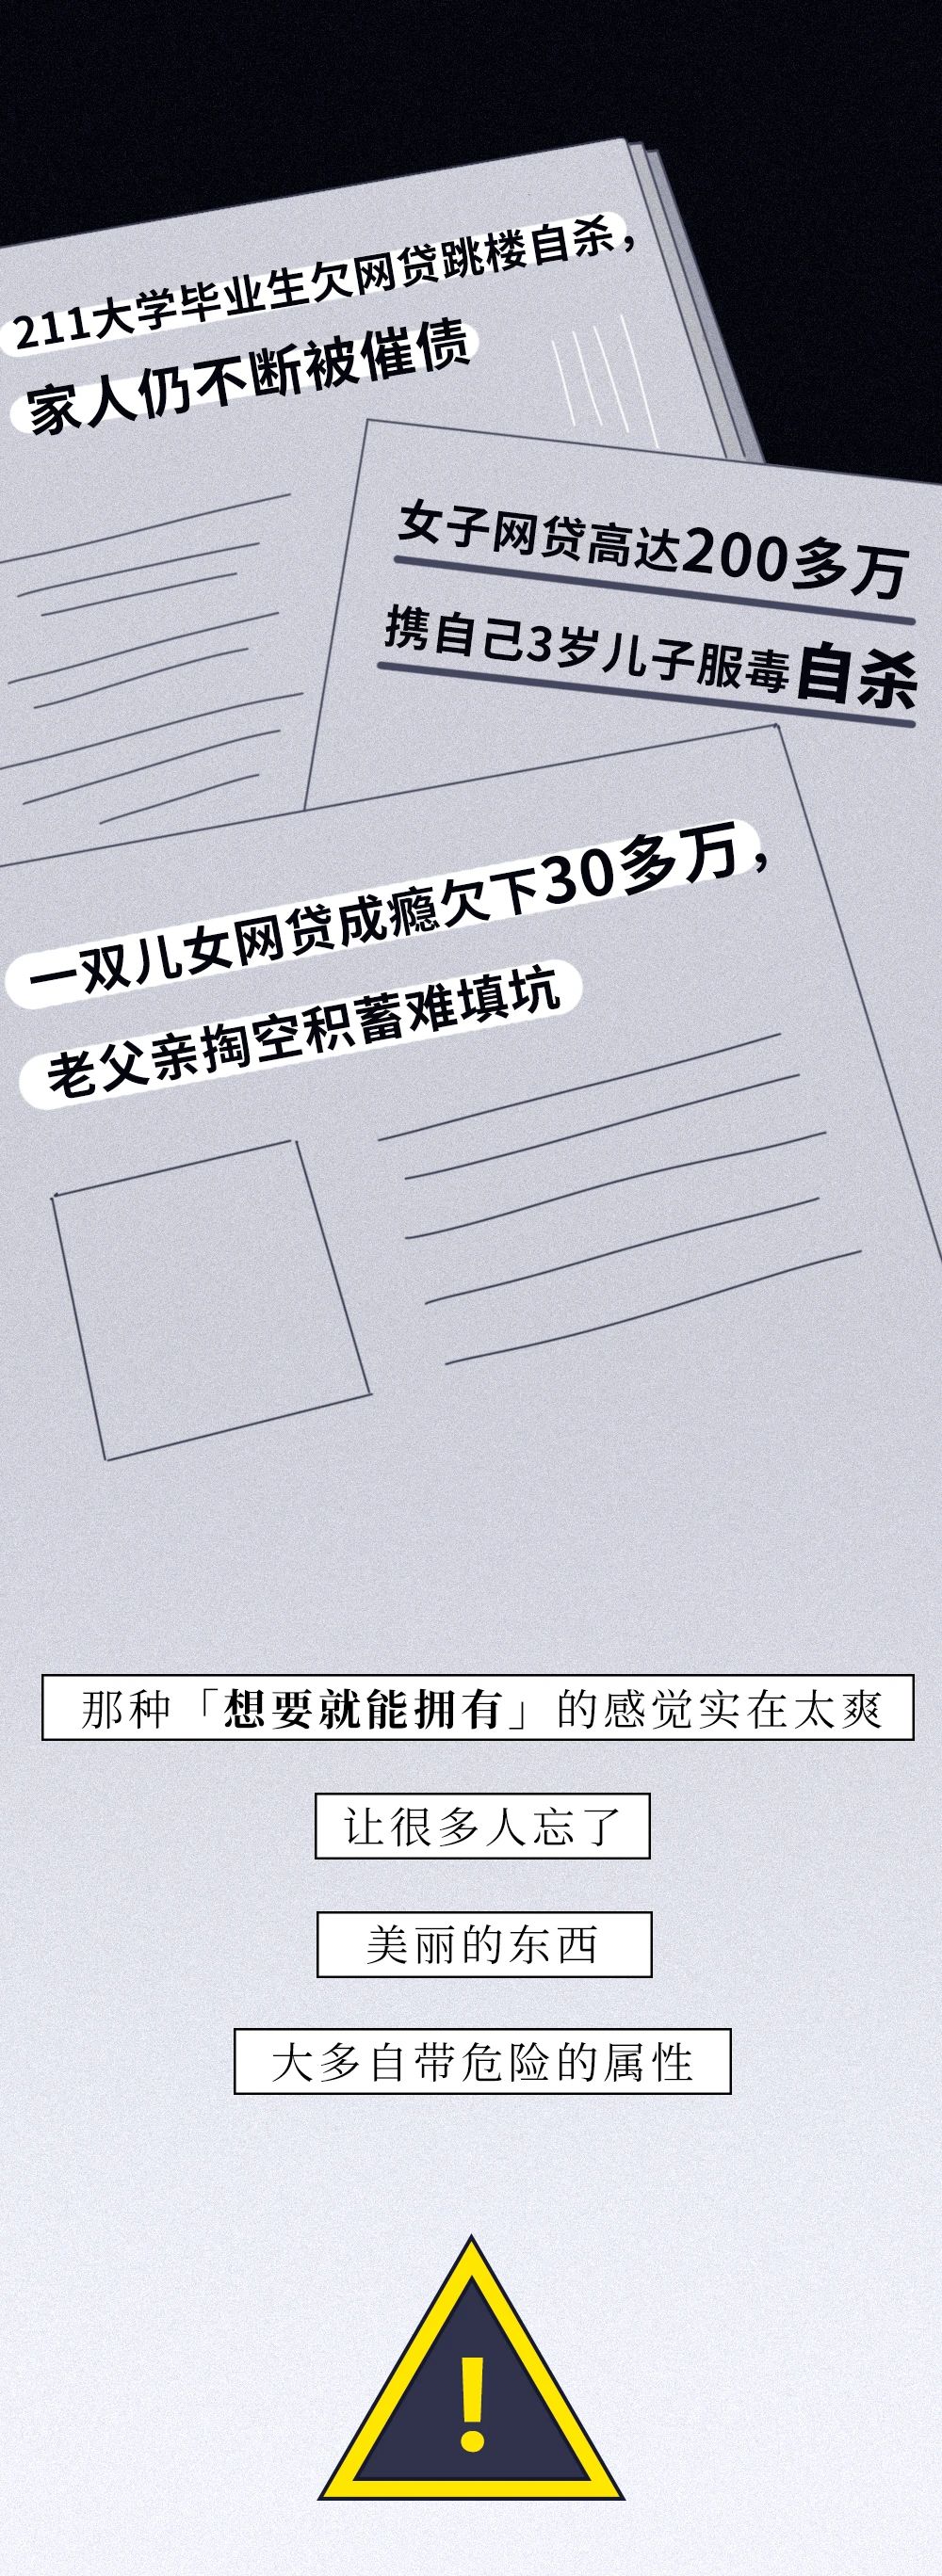 211大学毕业生欠网贷跳楼自杀，
家人仍不断被催债
女子网贷高达200多万
携自己3岁儿子服毒自杀
一双儿女网贷成瘾欠下30多万，
老父亲掏空积蓄难填坑
那种「想要就能拥有」的感觉实在太爽
让很多人忘了
美丽的东西
大多自带危险的属性
!